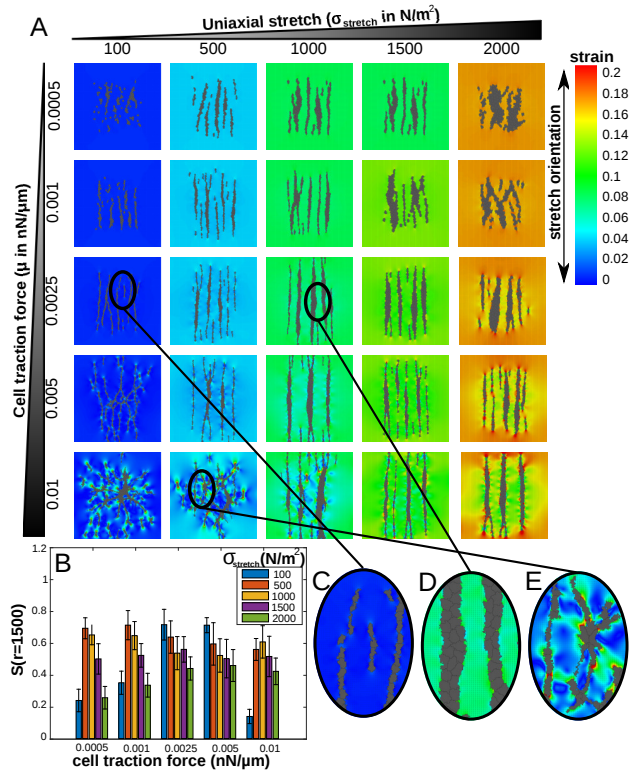 Uniaxial stretch (σstretch in N/m²)
A
100 500 1000 1500 2000
strain
Cell traction force (μ in nN/μm)
0.0005
0.001
0.0025
0.005
0.01
0.2
0.18
0.16
0.14
0.12
0.1
0.08
0.06
0.04
0.02
0
stretch orientation
B
σstretch(N/m²)
100
500
1000
1500
2000
S(r=1500)
1.2
1
0.8
0.6
0.4
0.2
0
0.0005 0.001 0.0025 0.005 0.01
cell traction force (nN/μm)
C
D
E